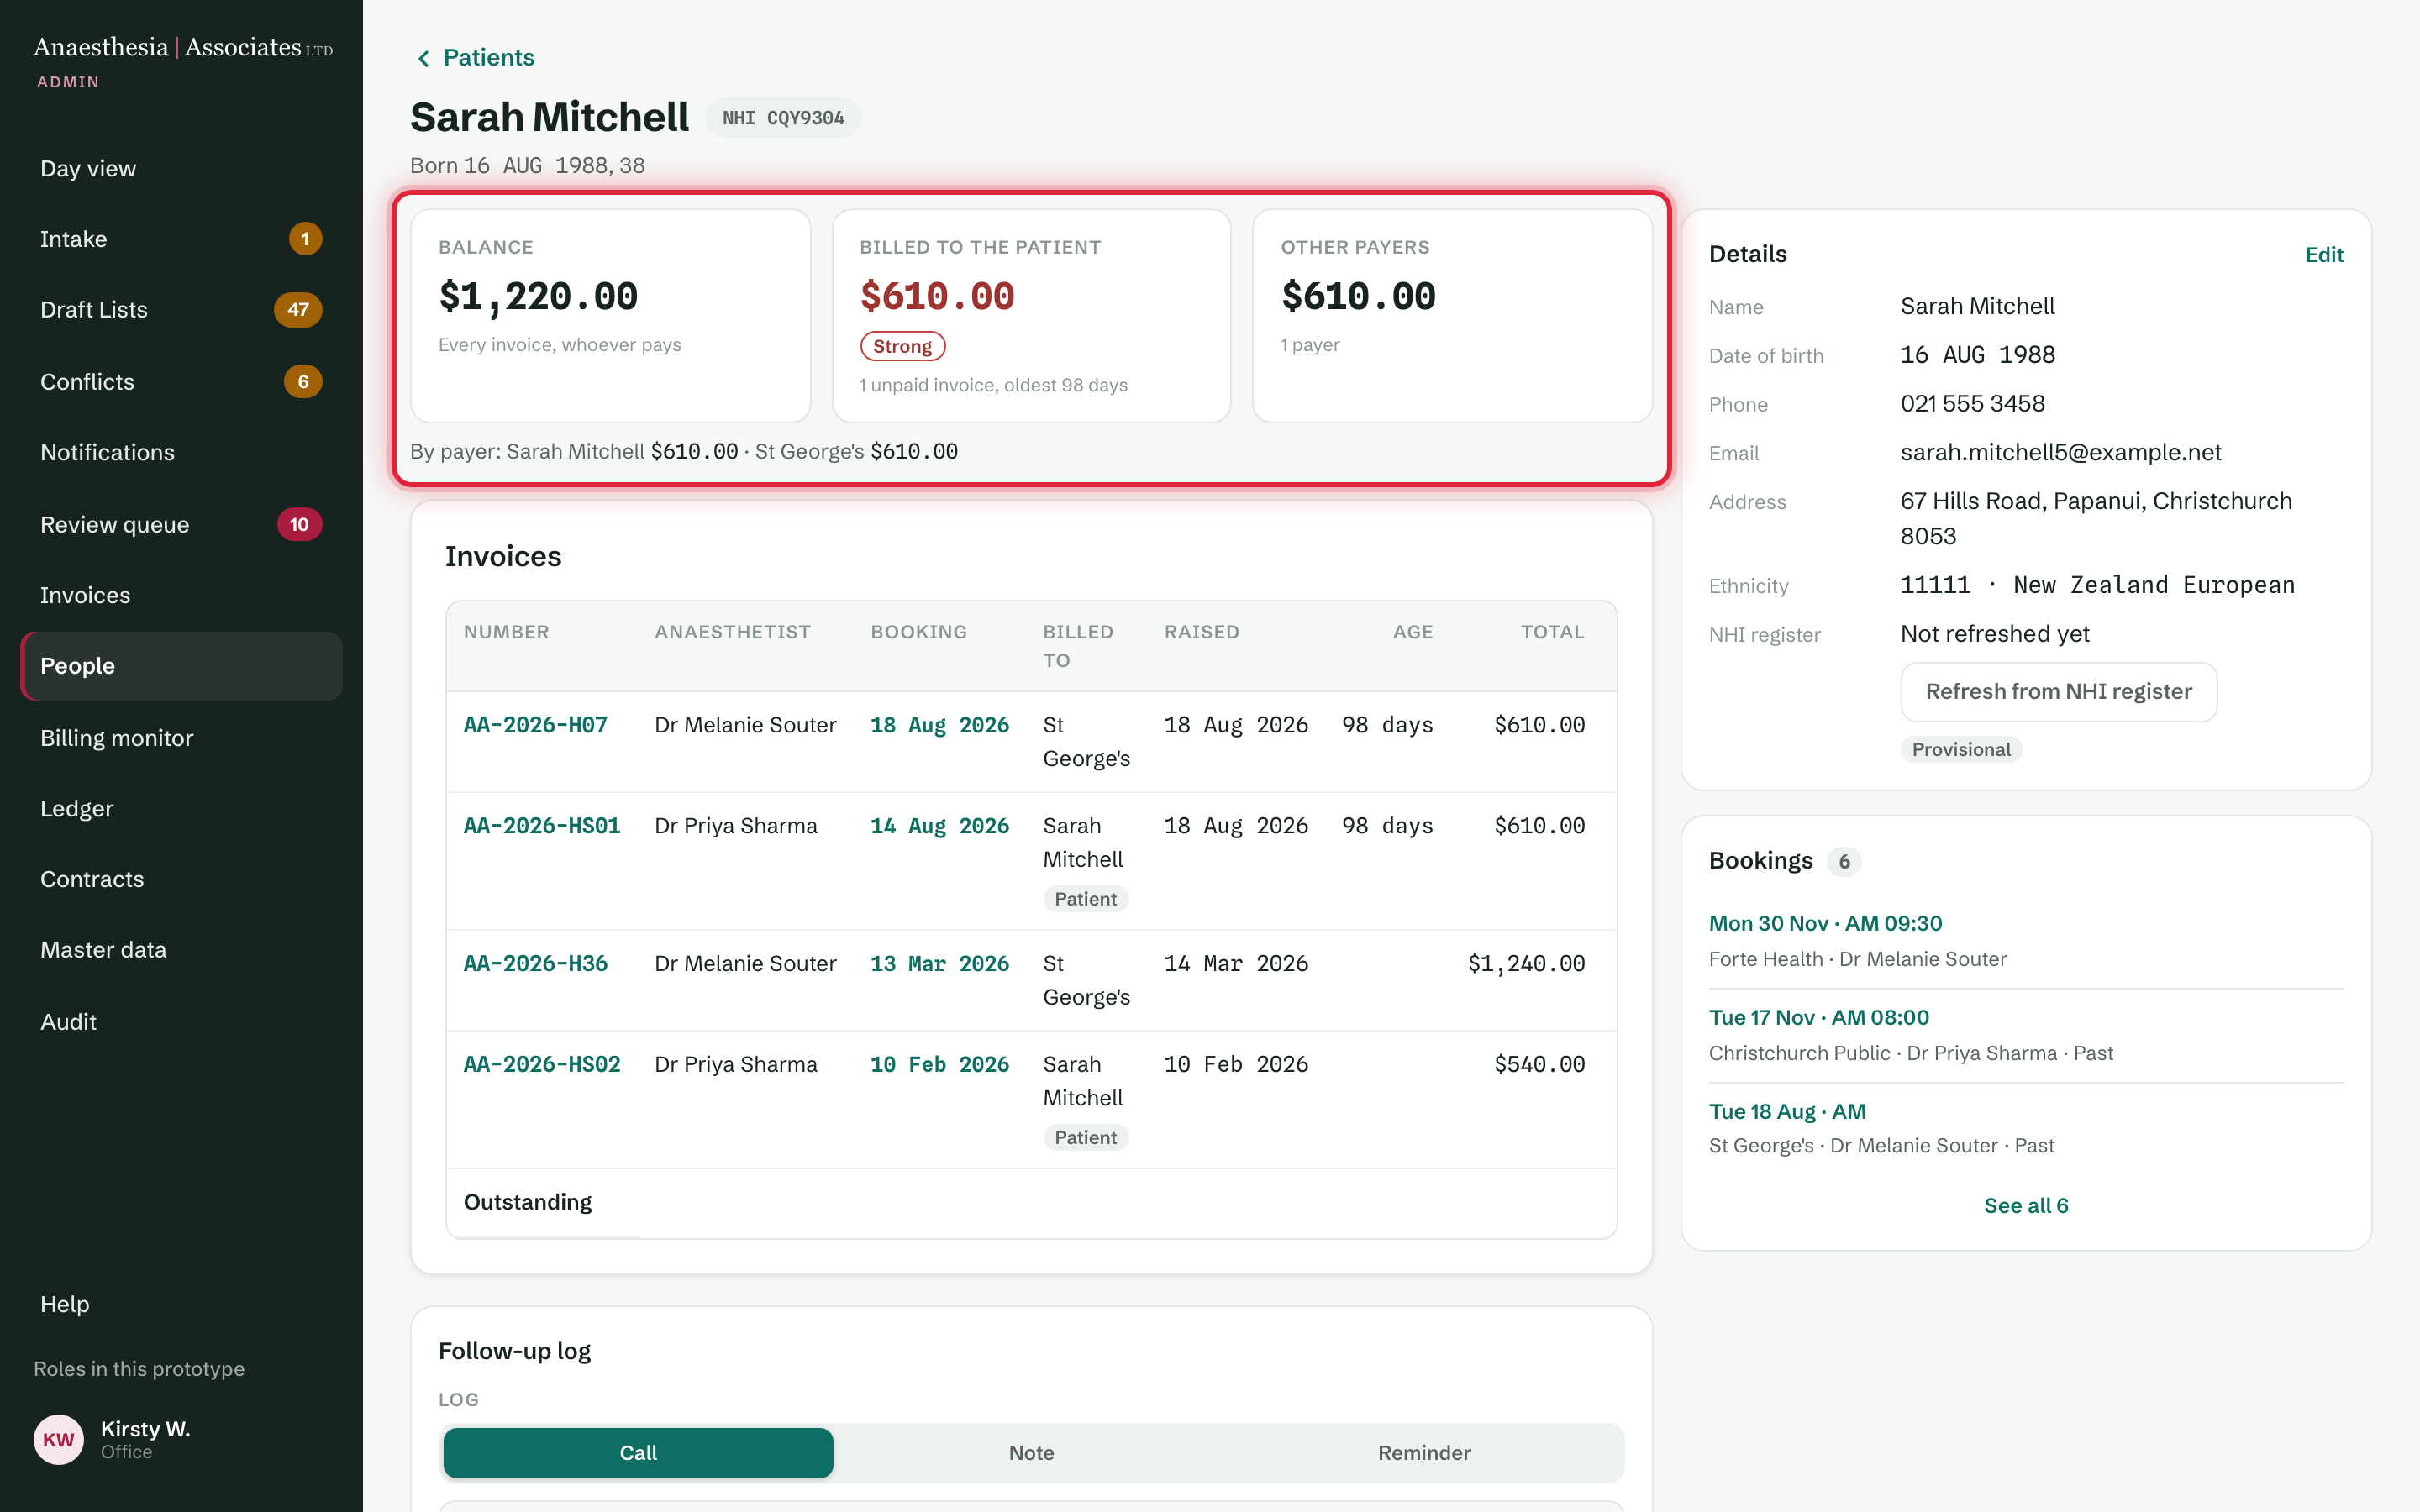 Anaesthesia | Associates LTD
ADMIN
Day view
Intake 1
Draft Lists 47
Conflicts 6
Notifications
Review queue 10
Invoices
People
Billing monitor
Ledger
Contracts
Master data
Audit
Help
Roles in this prototype
KW Kirsty W.
Office
Patients
Sarah Mitchell NHI CQY9304
Born 16 AUG 1988, 38
BALANCE
$1,220.00
Every invoice, whoever pays
BILLED TO THE PATIENT
$610.00
Strong
1 unpaid invoice, oldest 98 days
OTHER PAYERS
$610.00
1 payer
By payer: Sarah Mitchell $610.00 · St George's $610.00
Invoices
NUMBER ANAESTHETIST BOOKING BILLED TO RAISED AGE TOTAL
AA-2026-H07 Dr Melanie Souter 18 Aug 2026 St George's 18 Aug 2026 98 days $610.00
AA-2026-HS01 Dr Priya Sharma 14 Aug 2026 Sarah Mitchell Patient 18 Aug 2026 98 days $610.00
AA-2026-H36 Dr Melanie Souter 13 Mar 2026 St George's 14 Mar 2026 $1,240.00
AA-2026-HS02 Dr Priya Sharma 10 Feb 2026 Sarah Mitchell Patient 10 Feb 2026 $540.00
Outstanding
Follow-up log
LOG
Call Note Reminder
Details Edit
Name Sarah Mitchell
Date of birth 16 AUG 1988
Phone 021 555 3458
Email sarah.mitchell5@example.net
Address 67 Hills Road, Papanui, Christchurch
8053
Ethnicity 11111 · New Zealand European
NHI register Not refreshed yet
Refresh from NHI register
Provisional
Bookings 6
Mon 30 Nov · AM 09:30
Forte Health · Dr Melanie Souter
Tue 17 Nov · AM 08:00
Christchurch Public · Dr Priya Sharma · Past
Tue 18 Aug · AM
St George's · Dr Melanie Souter · Past
See all 6